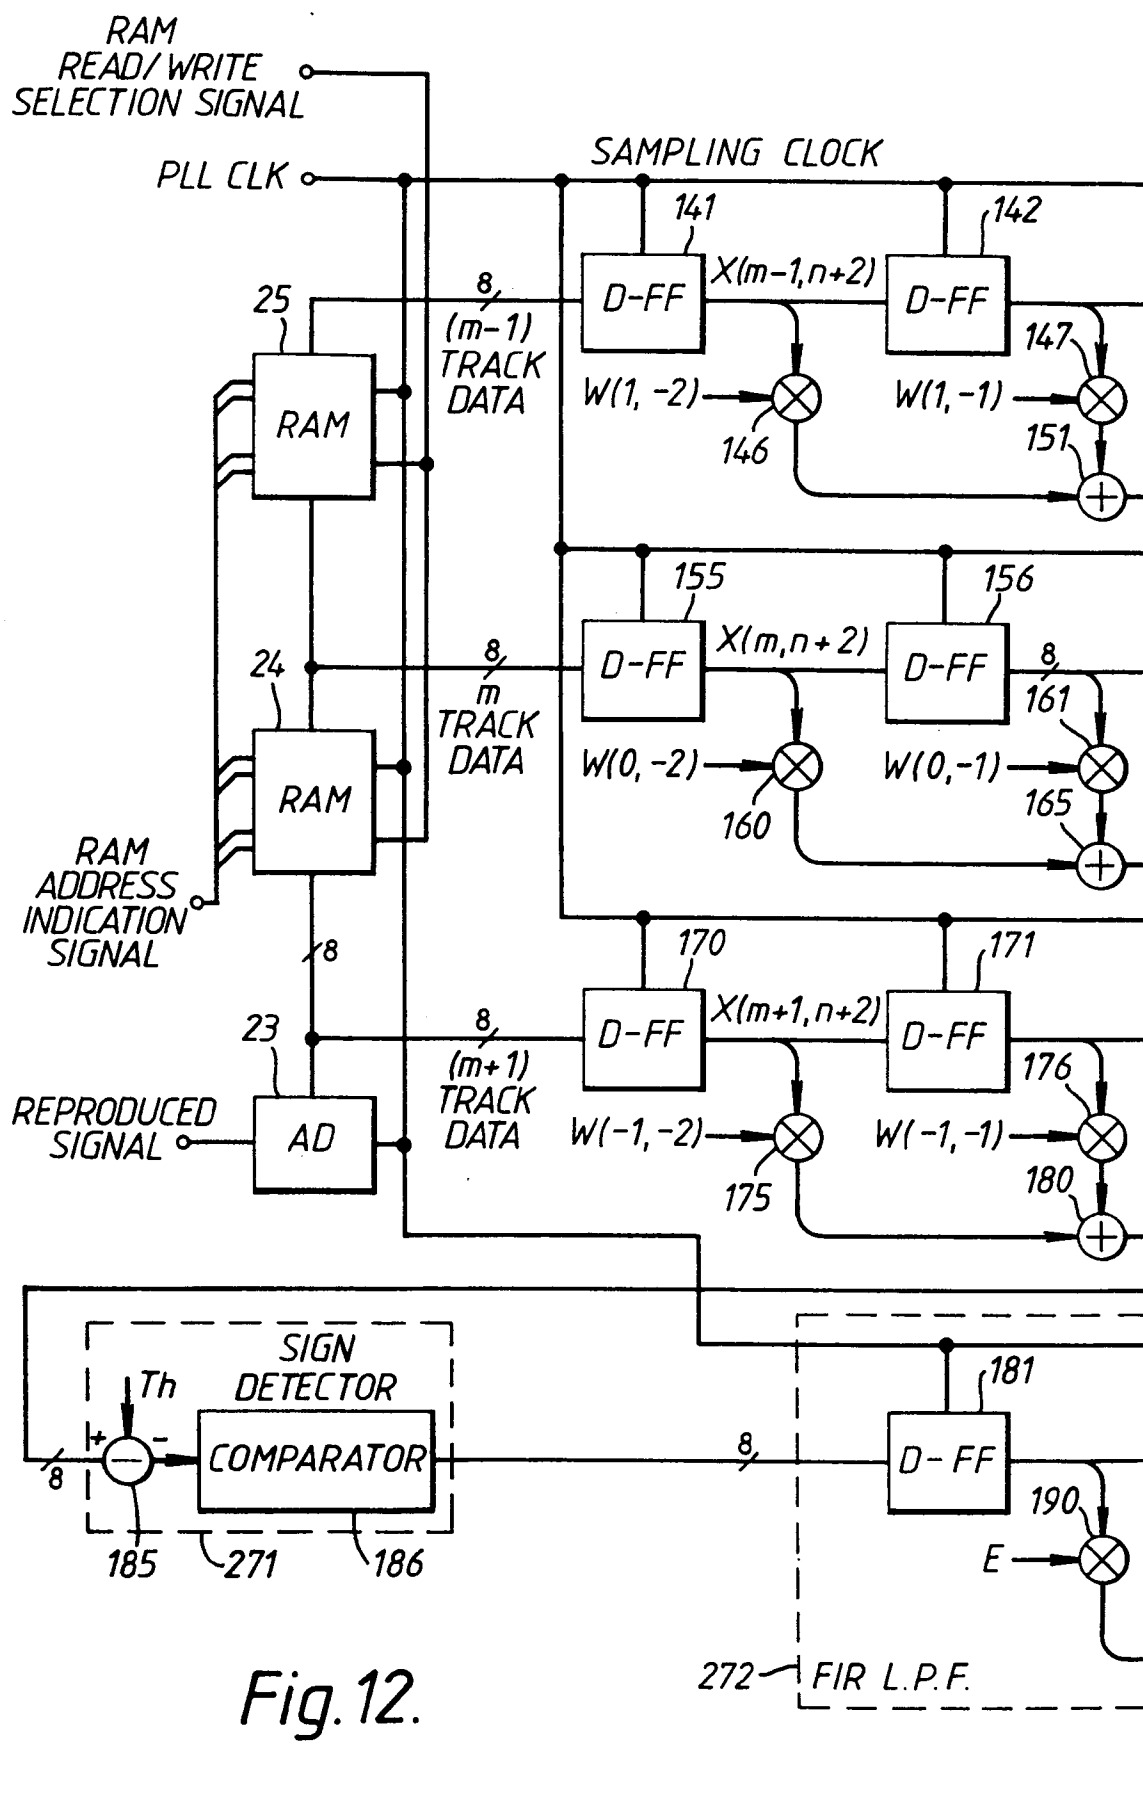 RAM
READ/WRITE
SELECTION SIGNAL
PLL CLK
SAMPLING CLOCK
141
142
25
8
(m-1)
TRACK
DATA
D-FF
X(m-1,n+2)
D-FF
147
RAM
W(1,-2)
W(1,-1)
146
151
155
156
24
8
m
TRACK
DATA
D-FF
X(m,n+2)
D-FF
8
161
RAM
W(0,-2)
W(0,-1)
160
165
RAM
ADDRESS
INDICATION
SIGNAL
8
170
171
23
8
(m+1)
TRACK
DATA
D-FF
X(m+1,n+2)
D-FF
176
REPRODUCED
SIGNAL
AD
W(-1,-2)
W(-1,-1)
175
180
SIGN
DETECTOR
Th
+
-
COMPARATOR
8
8
181
D-FF
190
E
185
271
186
272
FIR L.P.F.
Fig.12.